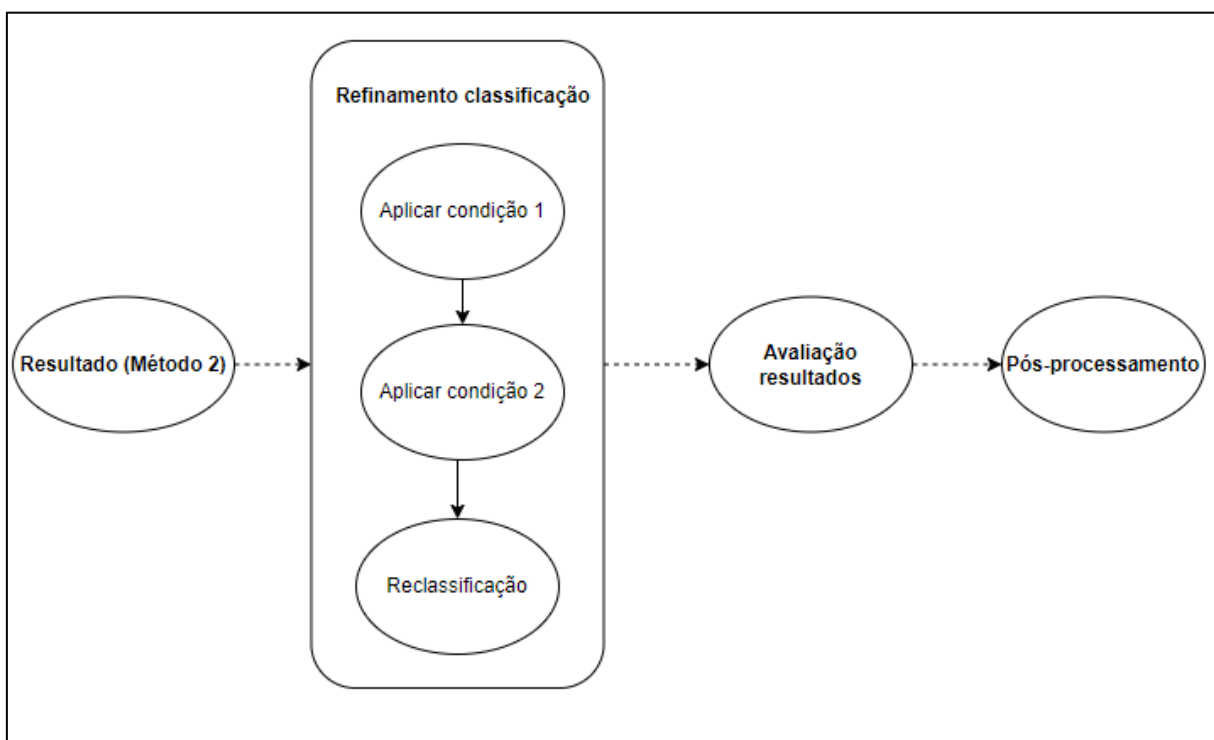 Refinamento classificação
Aplicar condição 1
Aplicar condição 2
Reclassificação
Resultado (Método 2)
Avaliação
resultados
Pós-processamento